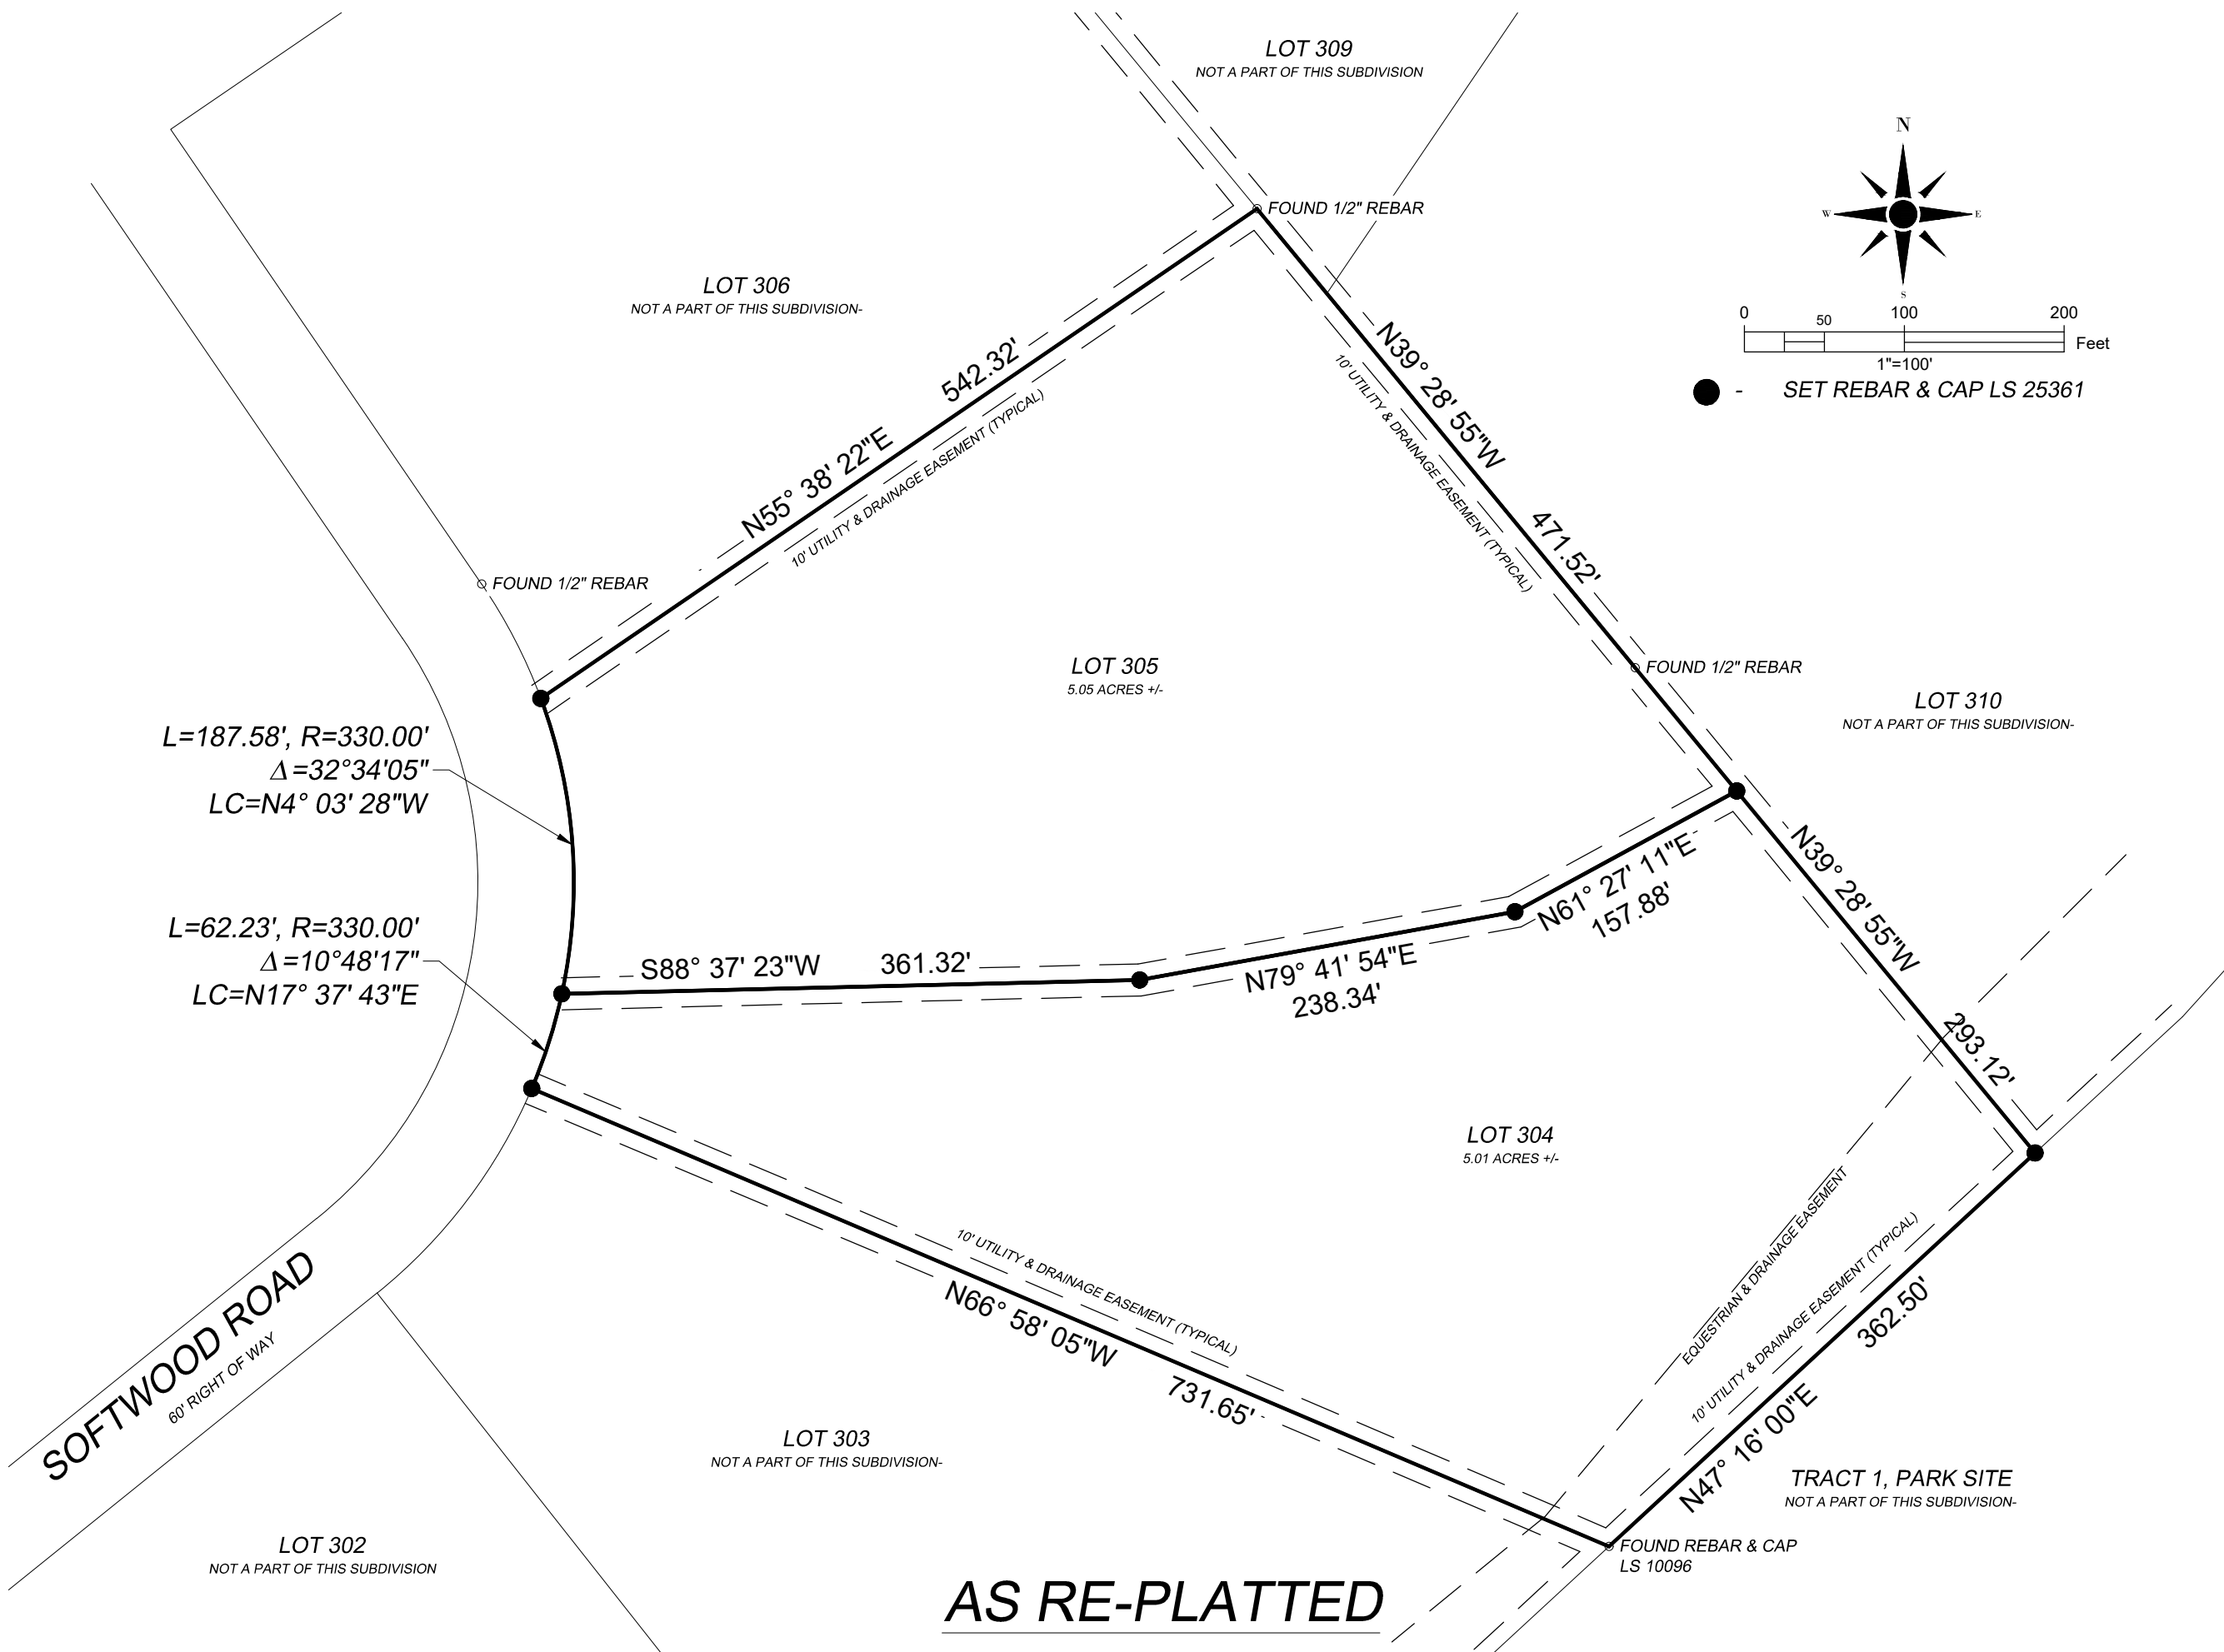 LOT 309
NOT A PART OF THIS SUBDIVISION
N
W
E
S
FOUND 1/2" REBAR
LOT 306
NOT A PART OF THIS SUBDIVISION-
0
50
100
200
Feet
1"=100'
- SET REBAR & CAP LS 25361
N55° 38' 22"E
542.32'
10' UTILITY & DRAINAGE EASEMENT (TYPICAL)
N39° 28' 55"W
471.52'
10' UTILITY & DRAINAGE EASEMENT (TYPICAL)
FOUND 1/2" REBAR
LOT 305
5.05 ACRES +/-
FOUND 1/2" REBAR
LOT 310
NOT A PART OF THIS SUBDIVISION-
L=187.58', R=330.00'
Δ=32°34'05"
LC=N4° 03' 28"W
L=62.23', R=330.00'
Δ=10°48'17"
LC=N17° 37' 43"E
S88° 37' 23"W 361.32'
N79° 41' 54"E
238.34'
N61° 27' 11"E
157.88'
N39° 28' 55"W
293.12'
LOT 304
5.01 ACRES +/-
EQUESTRIAN & DRAINAGE EASEMENT
10' UTILITY & DRAINAGE EASEMENT (TYPICAL)
N47° 16' 00"E
362.50'
10' UTILITY & DRAINAGE EASEMENT (TYPICAL)
N66° 58' 05"W
731.65'
SOFTWOOD ROAD
60' RIGHT OF WAY
LOT 303
NOT A PART OF THIS SUBDIVISION-
TRACT 1, PARK SITE
NOT A PART OF THIS SUBDIVISION-
LOT 302
NOT A PART OF THIS SUBDIVISION
FOUND REBAR & CAP
LS 10096
AS RE-PLATTED